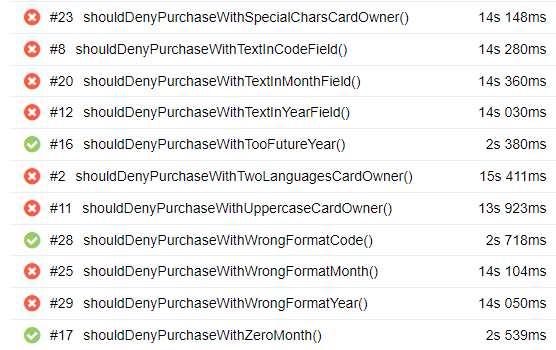 #23 shouldDenyPurchaseWithSpecialCharsCardOwner() 14s 148ms
#8 shouldDenyPurchaseWithTextInCodeField() 14s 280ms
#20 shouldDenyPurchaseWithTextInMonthField() 14s 360ms
#12 shouldDenyPurchaseWithTextInYearField() 14s 030ms
#16 shouldDenyPurchaseWithTooFutureYear() 2s 380ms
#2 shouldDenyPurchaseWithTwoLanguagesCardOwner() 15s 411ms
#11 shouldDenyPurchaseWithUppercaseCardOwner() 13s 923ms
#28 shouldDenyPurchaseWithWrongFormatCode() 2s 718ms
#25 shouldDenyPurchaseWithWrongFormatMonth() 14s 104ms
#29 shouldDenyPurchaseWithWrongFormatYear() 14s 050ms
#17 shouldDenyPurchaseWithZeroMonth() 2s 539ms